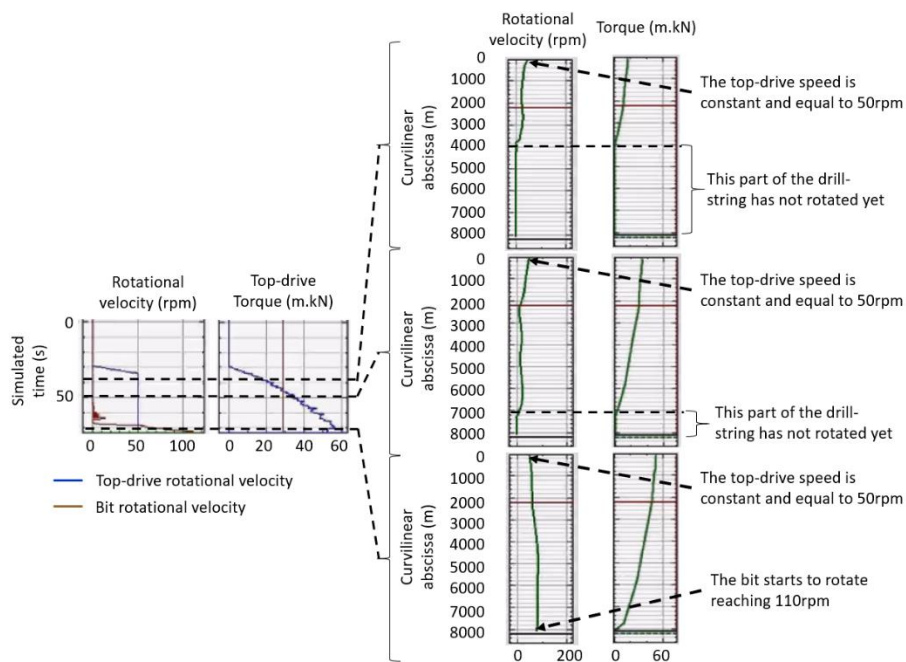 Rotational
velocity (rpm)
Torque (m.kN)
Curvilinear
abscissa (m)
0
1000
2000
3000
4000
5000
6000
7000
8000
The top-drive speed is
constant and equal to 50rpm
This part of the drill-
string has not rotated yet
Rotational
velocity (rpm)
Top-drive
Torque (m.kN)
Simulated
time (s)
0
50
0 50 100
0 20 40 60
Top-drive rotational velocity
Bit rotational velocity
Curvilinear
abscissa (m)
0
1000
2000
3000
4000
5000
6000
7000
8000
The top-drive speed is
constant and equal to 50rpm
This part of the drill-
string has not rotated yet
Curvilinear
abscissa (m)
0
1000
2000
3000
4000
5000
6000
7000
8000
0 200
0 60
The top-drive speed is
constant and equal to 50rpm
The bit starts to rotate
reaching 110rpm